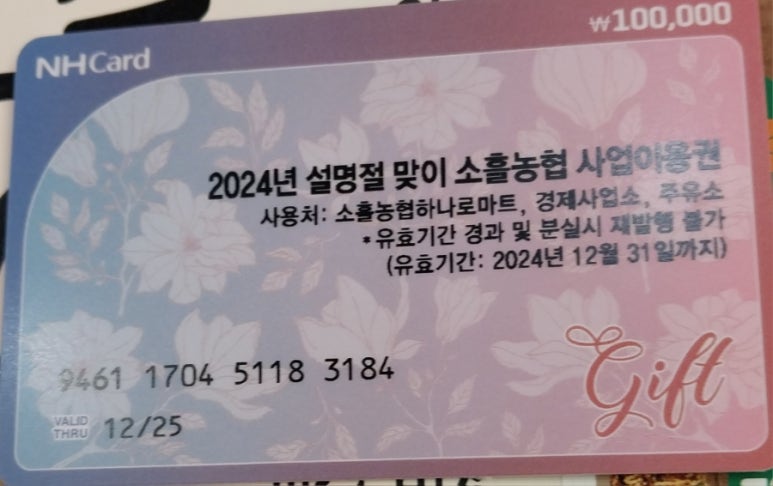 ₩100,000
NHCard
2024년 설명절 맞이 소흘농협 사업이용권
사용처: 소흘농협하나로마트, 경제사업소, 주유소
*유효기간 경과 및 분실시 재발행 불가
(유효기간: 2024년 12월 31일까지)
9461 1704 5118 3184
VALID
THRU 12/25
Gift